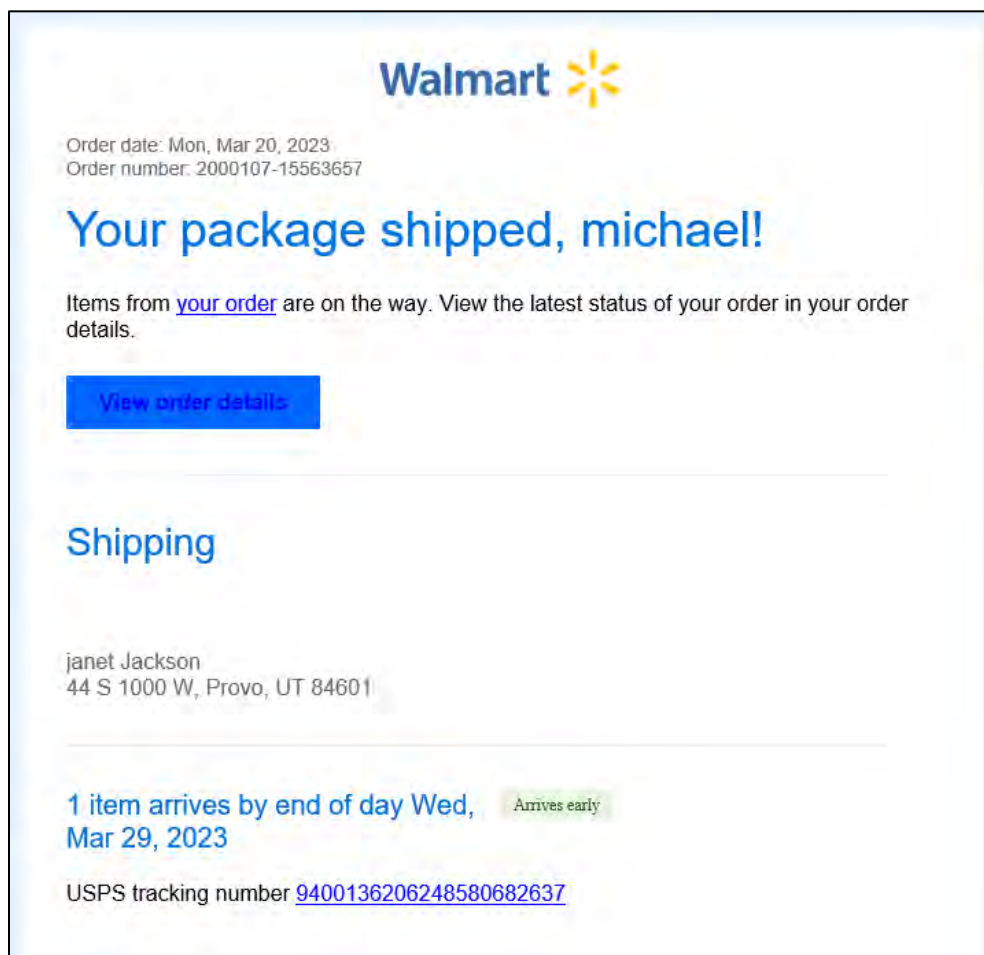 Walmart
Order date: Mon, Mar 20, 2023
Order number: 2000107-15563657
Your package shipped, michael!
Items from your order are on the way. View the latest status of your order in your order
details.
View order details
Shipping
janet Jackson
44 S 1000 W, Provo, UT 84601
1 item arrives by end of day Wed, Arrives early
Mar 29, 2023
USPS tracking number 9400136206248580682637